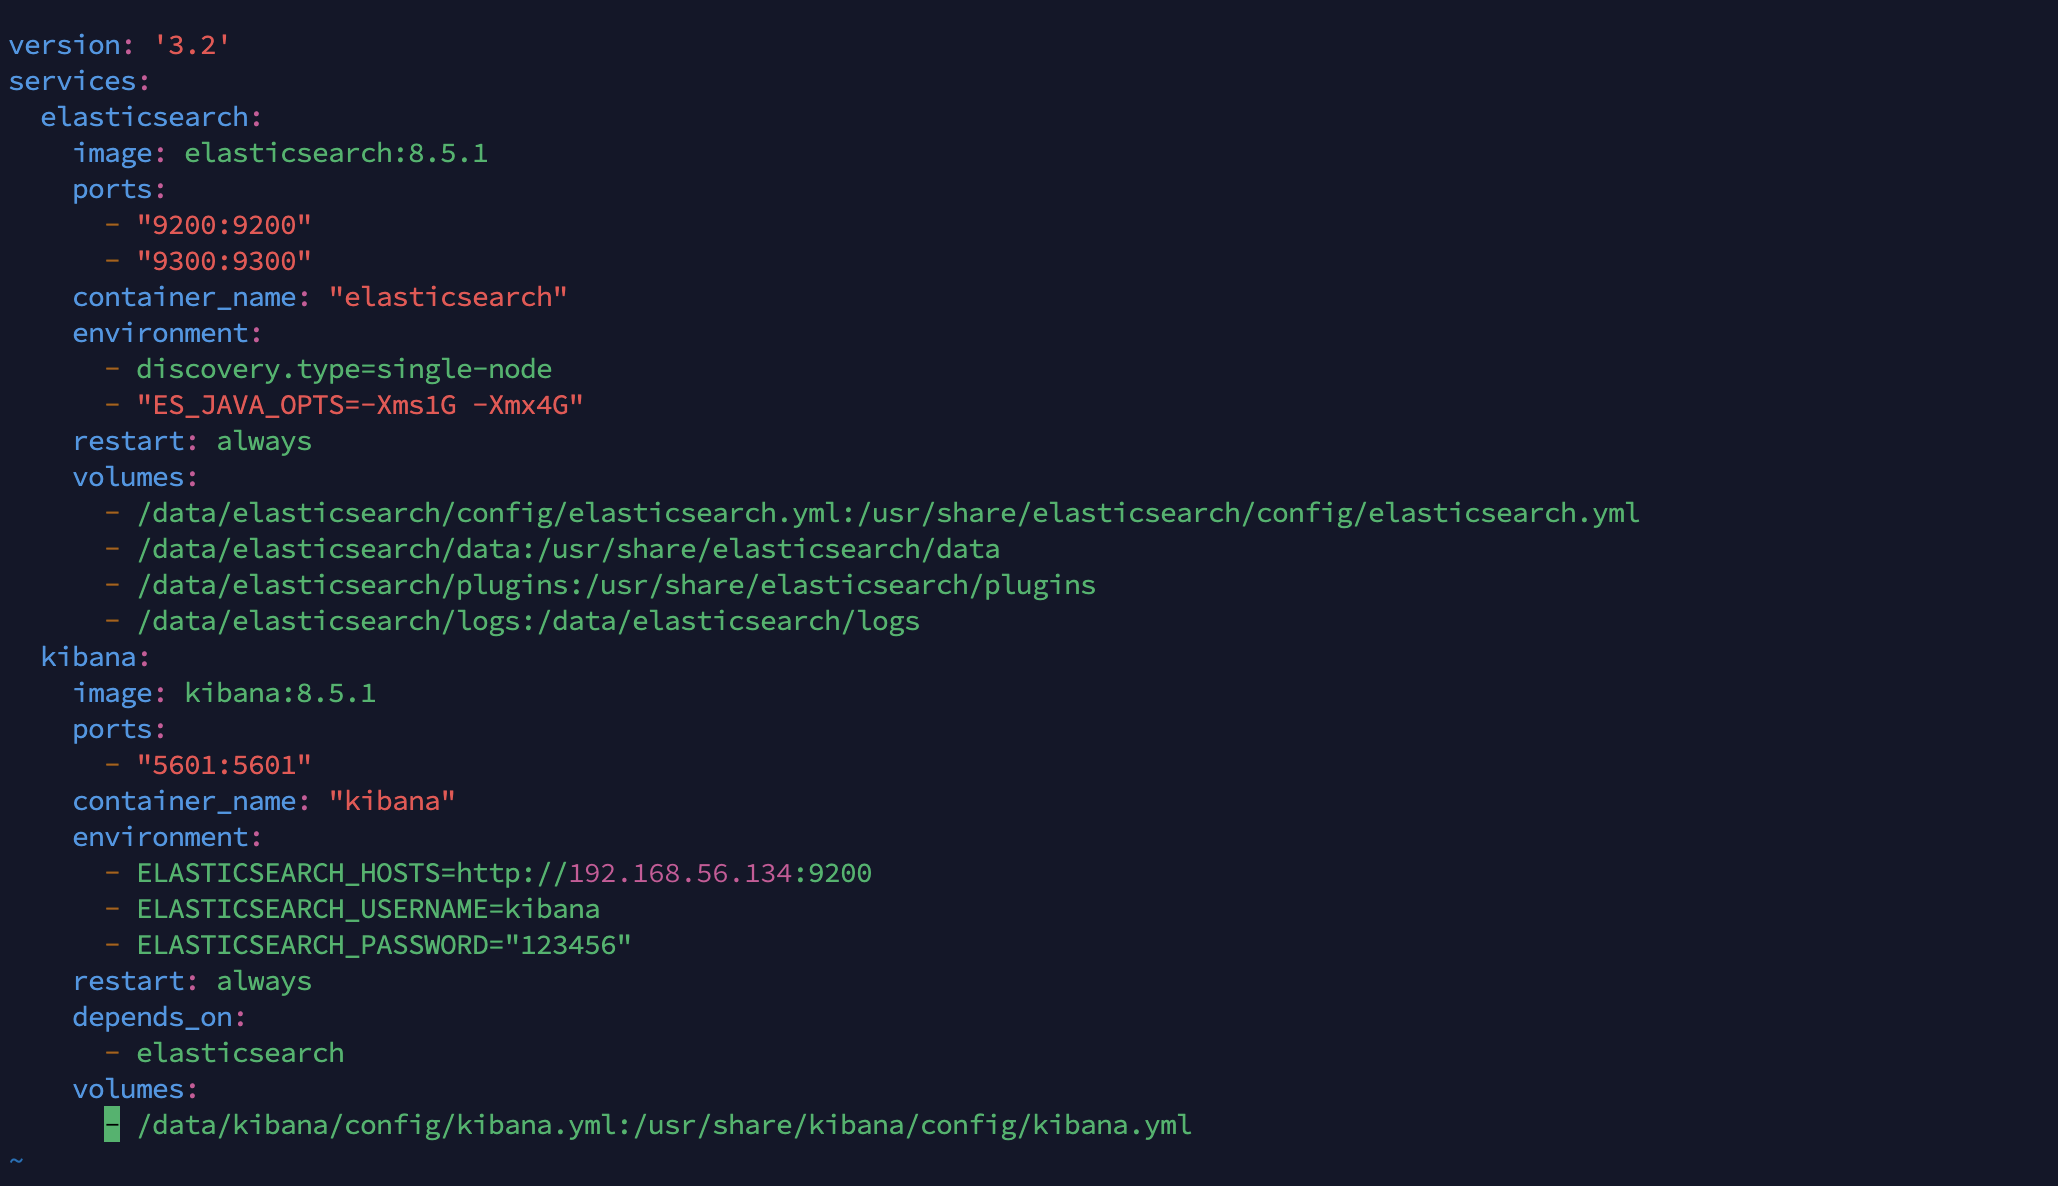 version: '3.2'
services:
  elasticsearch:
    image: elasticsearch:8.5.1
    ports:
      - "9200:9200"
      - "9300:9300"
    container_name: "elasticsearch"
    environment:
      - discovery.type=single-node
      - "ES_JAVA_OPTS=-Xms1G -Xmx4G"
    restart: always
    volumes:
      - /data/elasticsearch/config/elasticsearch.yml:/usr/share/elasticsearch/config/elasticsearch.yml
      - /data/elasticsearch/data:/usr/share/elasticsearch/data
      - /data/elasticsearch/plugins:/usr/share/elasticsearch/plugins
      - /data/elasticsearch/logs:/data/elasticsearch/logs
  kibana:
    image: kibana:8.5.1
    ports:
      - "5601:5601"
    container_name: "kibana"
    environment:
      - ELASTICSEARCH_HOSTS=http://192.168.56.134:9200
      - ELASTICSEARCH_USERNAME=kibana
      - ELASTICSEARCH_PASSWORD="123456"
    restart: always
    depends_on:
      - elasticsearch
    volumes:
      - /data/kibana/config/kibana.yml:/usr/share/kibana/config/kibana.yml
~